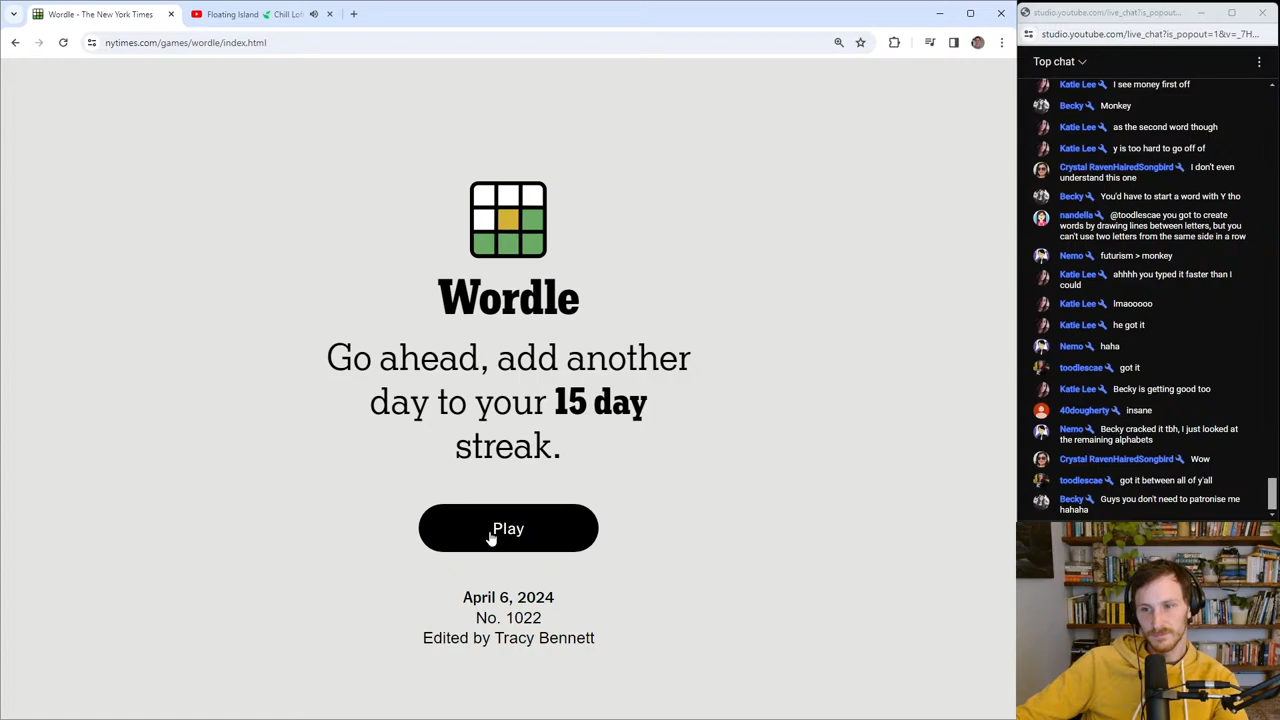 Wordle - The New York Times
Floating Island
Chill Lof
nytimes.com/games/wordle/index.html
Wordle
Go ahead, add another
day to your 15 day
streak.
Play
April 6, 2024
No. 1022
Edited by Tracy Bennett
studio.youtube.com/live_chat?is_popout...
studio.youtube.com/live_chat?is_popout=1&v=_7H...
Top chat
Katie Lee I see money first off
Becky Monkey
Katie Lee as the second word though
Katie Lee y is too hard to go off of
Crystal RavenHairedSongbird I don't even
understand this one
Becky You'd have to start a word with Y tho
nandella @toodlescae you got to create
words by drawing lines between letters, but you
can't use two letters from the same side in a row
Nemo futurism > monkey
Katie Lee ahhhh you typed it faster than I
could
Katie Lee lmaooooo
Katie Lee he got it
Nemo haha
toodlescae got it
Katie Lee Becky is getting good too
40dougherty insane
Nemo Becky cracked it tbh, I just looked at
the remaining alphabets
Crystal RavenHairedSongbird Wow
toodlescae got it between all of y'all
Becky Guys you don't need to patronise me
hahaha